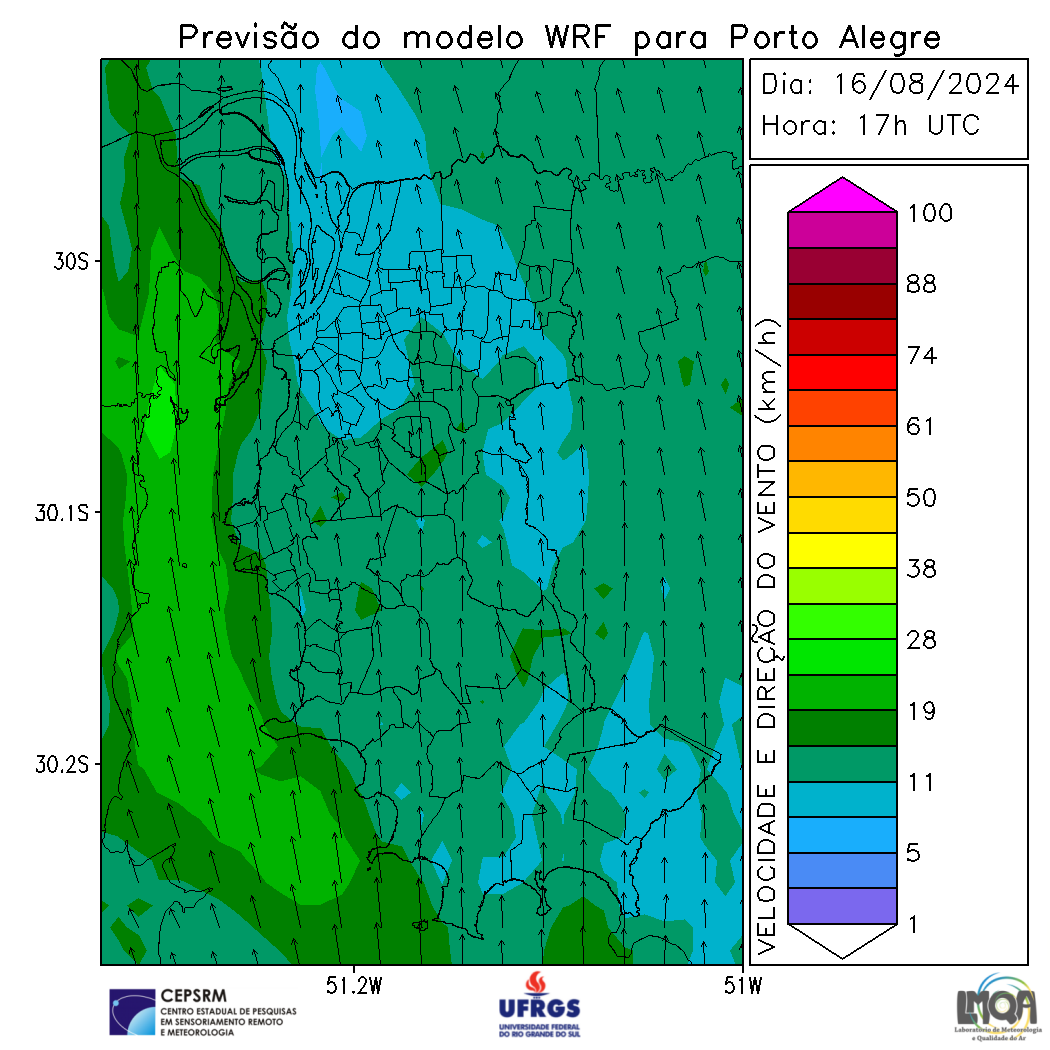 Previsão do modelo WRF para Porto Alegre
Dia: 16/08/2024
Hora: 17h UTC
30S
30.1S
30.2S
51.2W
51W
VELOCIDADE E DIREÇÃO DO VENTO (km/h)
100
88
74
61
50
38
28
19
11
5
1
CEPSRM
CENTRO ESTADUAL DE PESQUISAS
EM SENSORIAMENTO REMOTO
E METEOROLOGIA
UFRGS
UNIVERSIDADE FEDERAL
DO RIO GRANDE DO SUL
LMQA
Laboratório de Meteorologia
e Qualidade do Ar